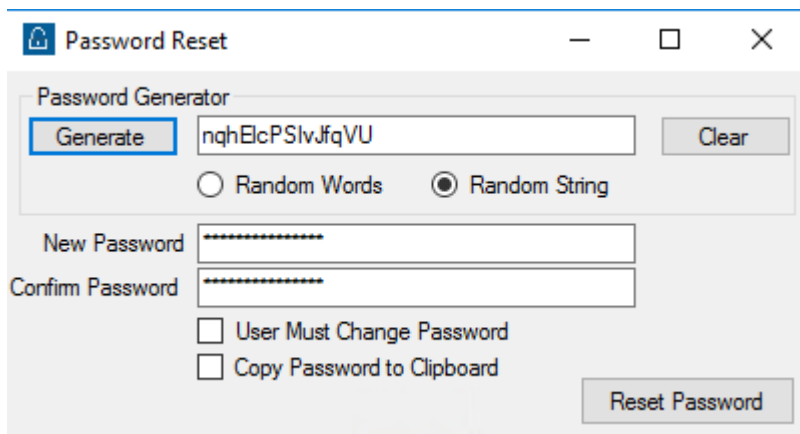 Password Reset
Password Generator
Generate nqhElcPSlvJfqVU Clear
Random Words Random String
New Password ***************
Confirm Password ***************
User Must Change Password
Copy Password to Clipboard
Reset Password